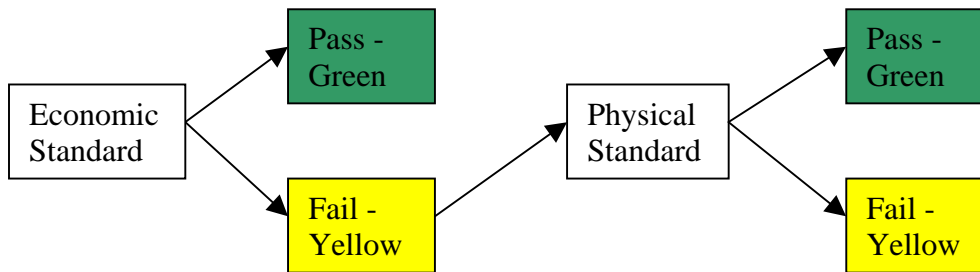 Economic
Standard
Pass -
Green
Fail -
Yellow
Physical
Standard
Pass -
Green
Fail -
Yellow